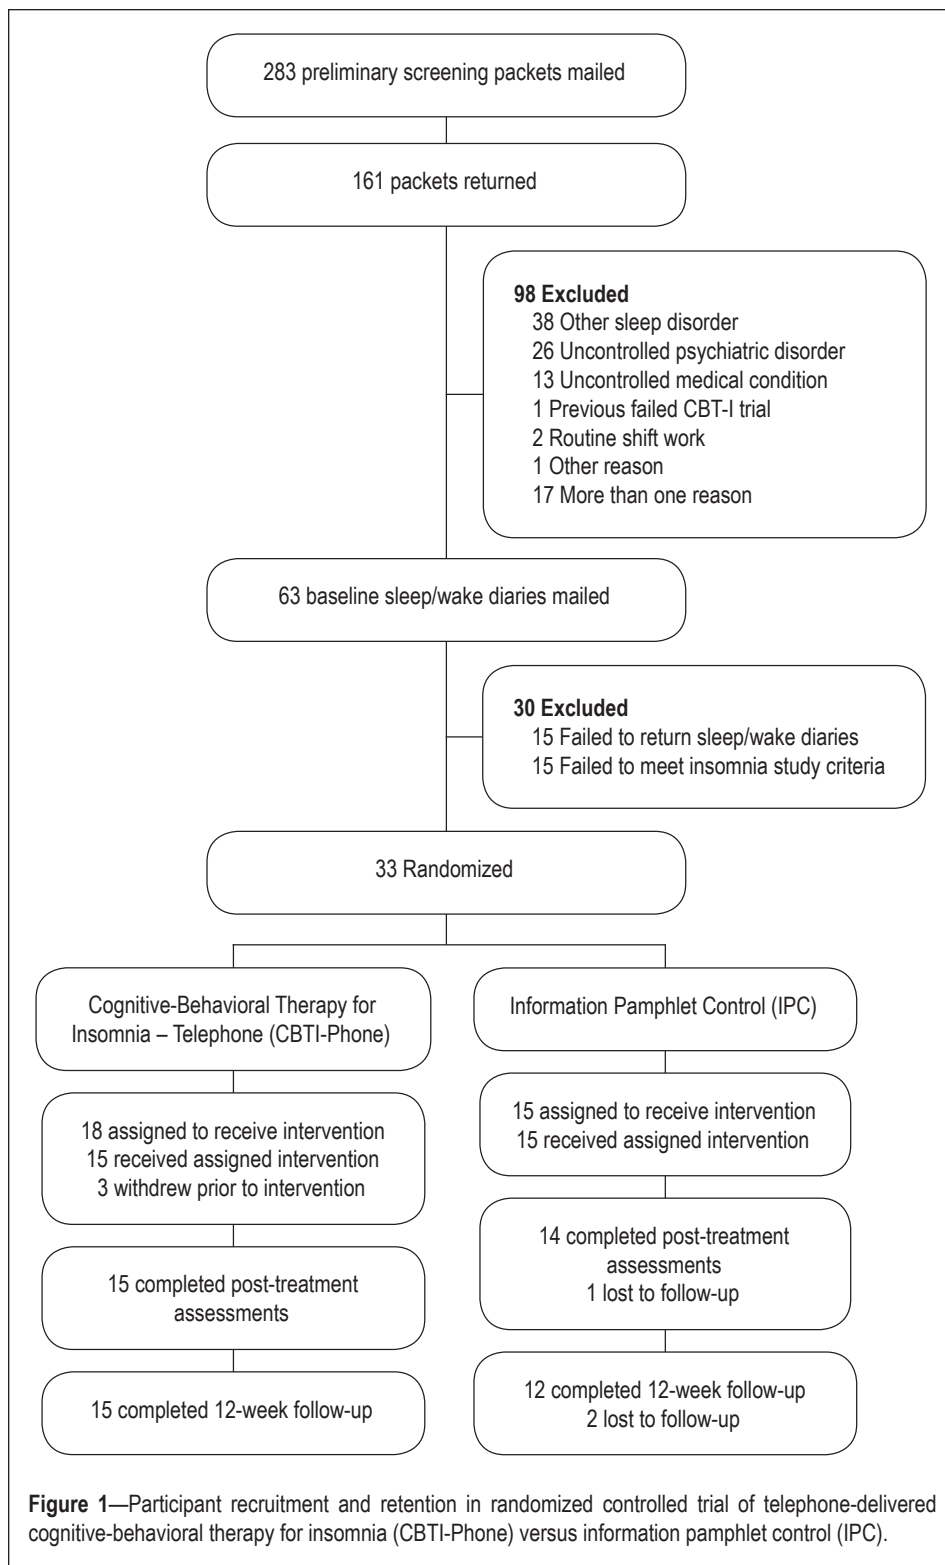 283 preliminary screening packets mailed
161 packets returned
98 Excluded
38 Other sleep disorder
26 Uncontrolled psychiatric disorder
13 Uncontrolled medical condition
1 Previous failed CBT-I trial
2 Routine shift work
1 Other reason
17 More than one reason
63 baseline sleep/wake diaries mailed
30 Excluded
15 Failed to return sleep/wake diaries
15 Failed to meet insomnia study criteria
33 Randomized
Cognitive-Behavioral Therapy for
Insomnia – Telephone (CBTI-Phone)
18 assigned to receive intervention
15 received assigned intervention
3 withdrew prior to intervention
15 completed post-treatment
assessments
15 completed 12-week follow-up
Information Pamphlet Control (IPC)
15 assigned to receive intervention
15 received assigned intervention
14 completed post-treatment
assessments
1 lost to follow-up
12 completed 12-week follow-up
2 lost to follow-up
Figure 1—Participant recruitment and retention in randomized controlled trial of telephone-delivered
cognitive-behavioral therapy for insomnia (CBTI-Phone) versus information pamphlet control (IPC).